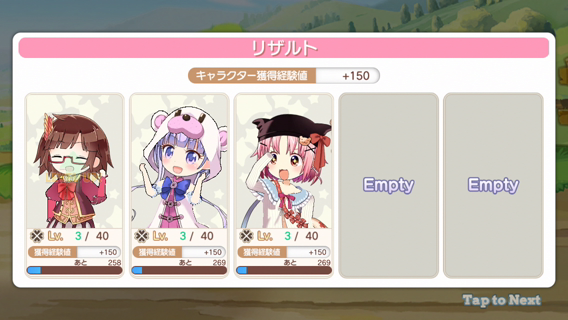 リザルト
キャラクター獲得経験値 +150
Lv. 3 / 40
獲得経験値 +150
あと 258
Lv. 3 / 40
獲得経験値 +150
あと 269
Lv. 3 / 40
獲得経験値 +150
あと 269
Empty
Empty
Tap to Next